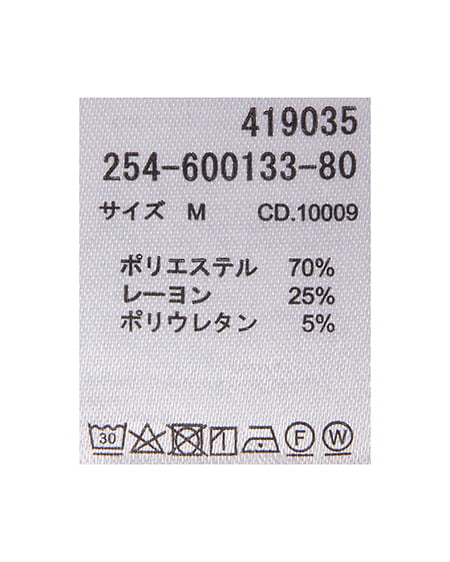 419035
254-600133-80
サイズ M CD.10009
ポリエステル 70%
レーヨン 25%
ポリウレタン 5%
30 F W